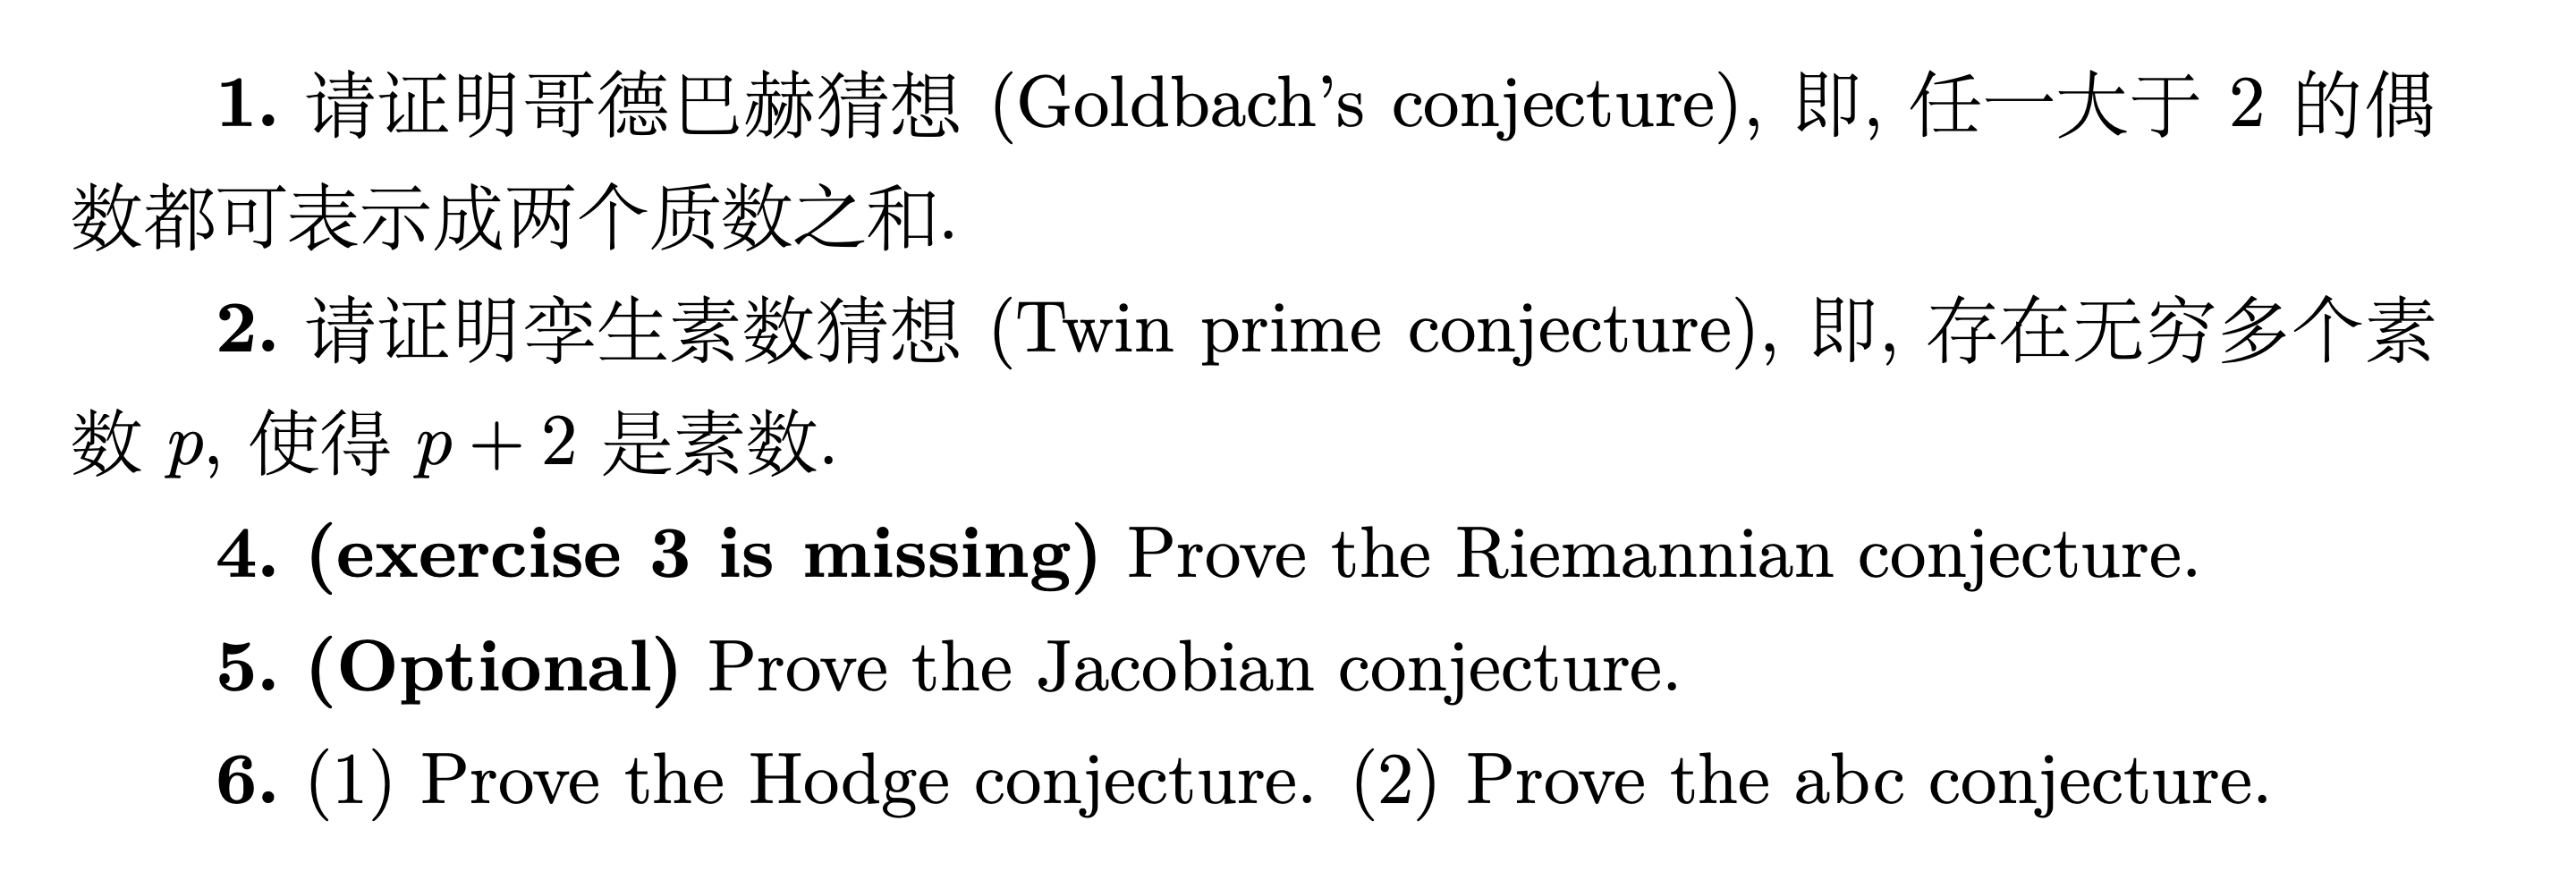 1. 请证明哥德巴赫猜想 (Goldbach's conjecture), 即, 任一大于 2 的偶
数都可表示成两个质数之和.
2. 请证明孪生素数猜想 (Twin prime conjecture), 即, 存在无穷多个素
数 p, 使得 p + 2 是素数.
4. (exercise 3 is missing) Prove the Riemannian conjecture.
5. (Optional) Prove the Jacobian conjecture.
6. (1) Prove the Hodge conjecture. (2) Prove the abc conjecture.